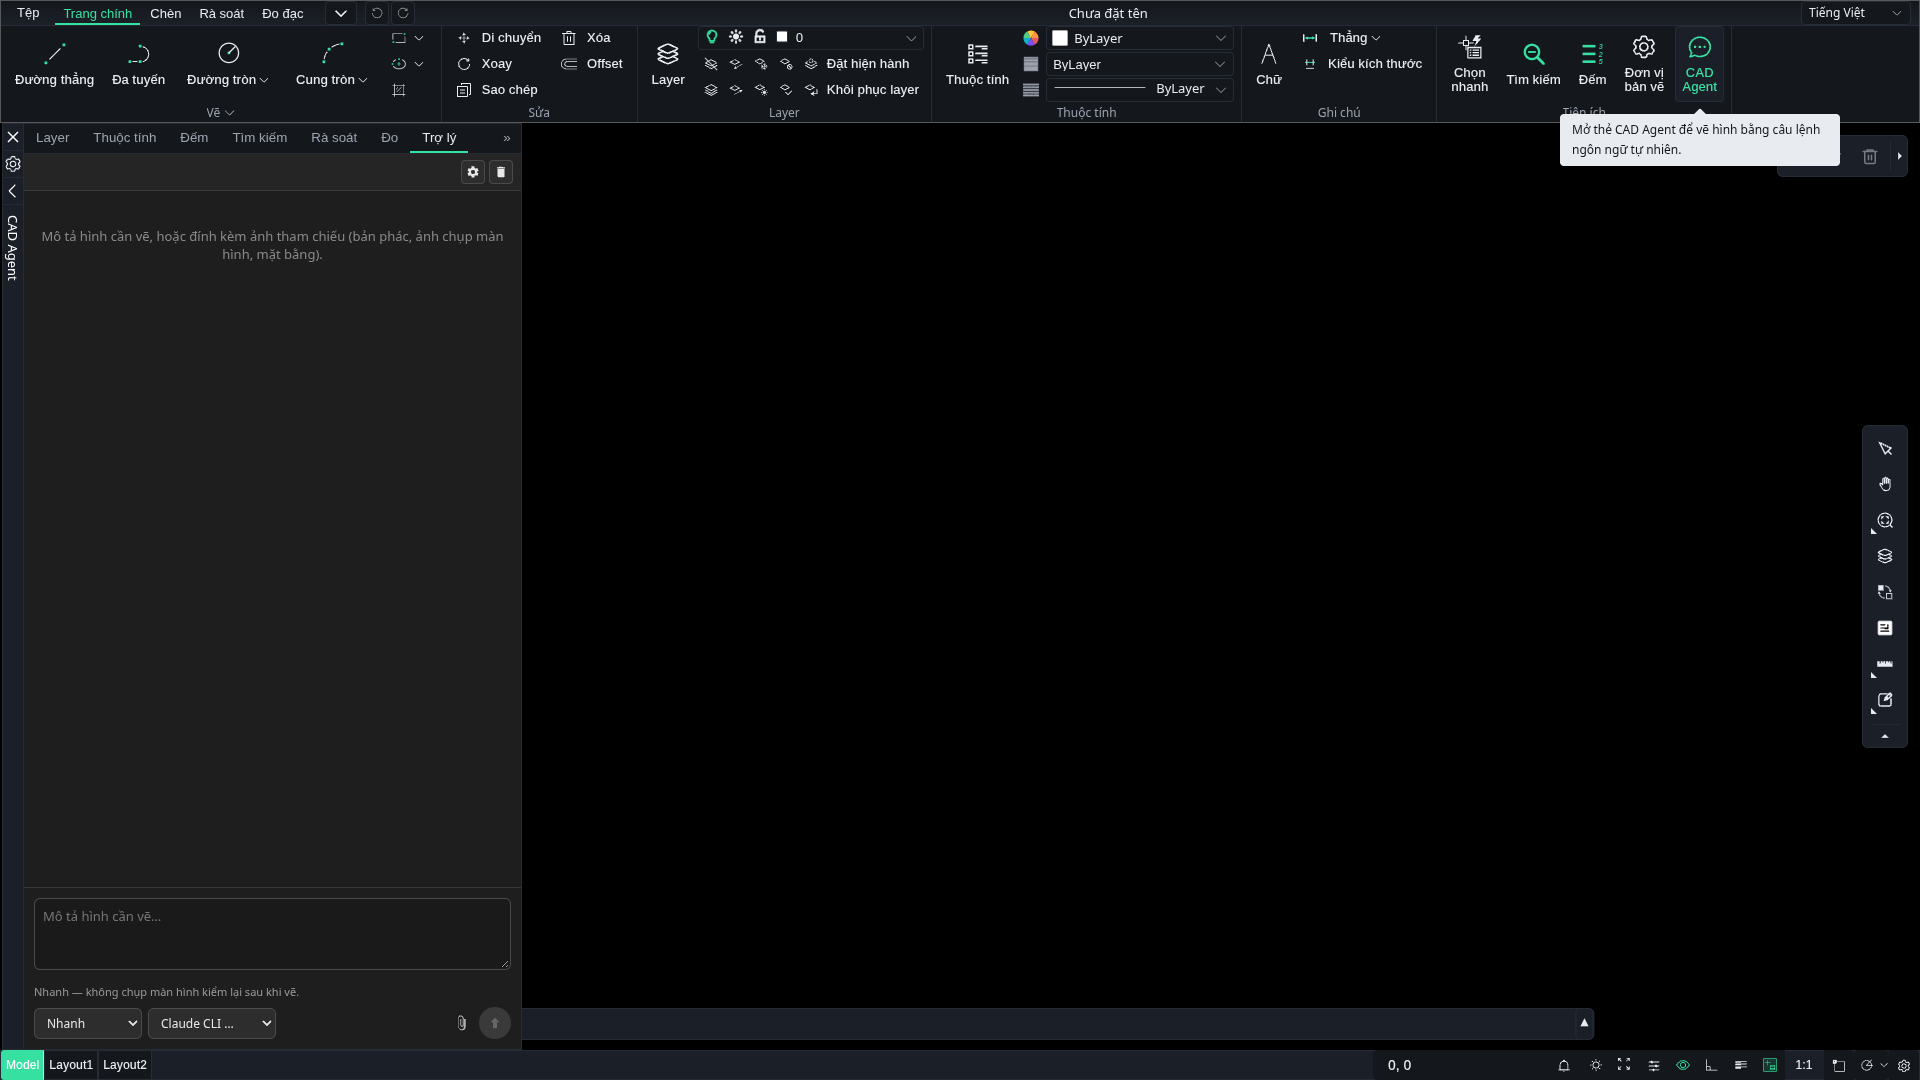 Tệp
Trang chính
Chèn
Rà soát
Đo đạc
Chưa đặt tên
Tiếng Việt
Đường thẳng
Đa tuyến
Đường tròn
Cung tròn
Vẽ
Di chuyển
Xóa
Xoay
Offset
Sao chép
Sửa
Layer
0
Đặt hiện hành
Khôi phục layer
Layer
Thuộc tính
ByLayer
ByLayer
ByLayer
Thuộc tính
Chữ
Thẳng
Kiểu kích thước
Ghi chú
Chọn
nhanh
Tìm kiếm
Đếm
Đơn vị
bản vẽ
CAD
Agent
Tiện ích
Mở thẻ CAD Agent để vẽ hình bằng câu lệnh
ngôn ngữ tự nhiên.
Layer
Thuộc tính
Đếm
Tìm kiếm
Rà soát
Đo
Trợ lý
»
CAD Agent
Mô tả hình cần vẽ, hoặc đính kèm ảnh tham chiếu (bản phác, ảnh chụp màn
hình, mặt bằng).
Mô tả hình cần vẽ...
Nhanh — không chụp màn hình kiểm lại sau khi vẽ.
Nhanh
Claude CLI ...
Model
Layout1
Layout2
0, 0
1:1